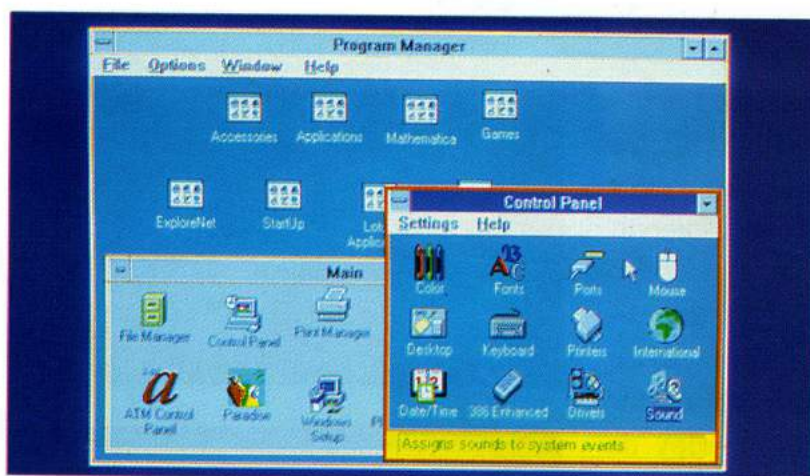 Program Manager
File Options Window Help
Accessories Applications Mathematica Games
ExploreNet StartUp
Main
File Manager Control Panel Print Manager
ATM Control Panel
Paradise
Windows Setup
Control Panel
Settings Help
Color Fonts Ports Mouse
Desktop Keyboard Printers International
Date/Time 386 Enhanced Drivers Sound
Assigns sounds to system events